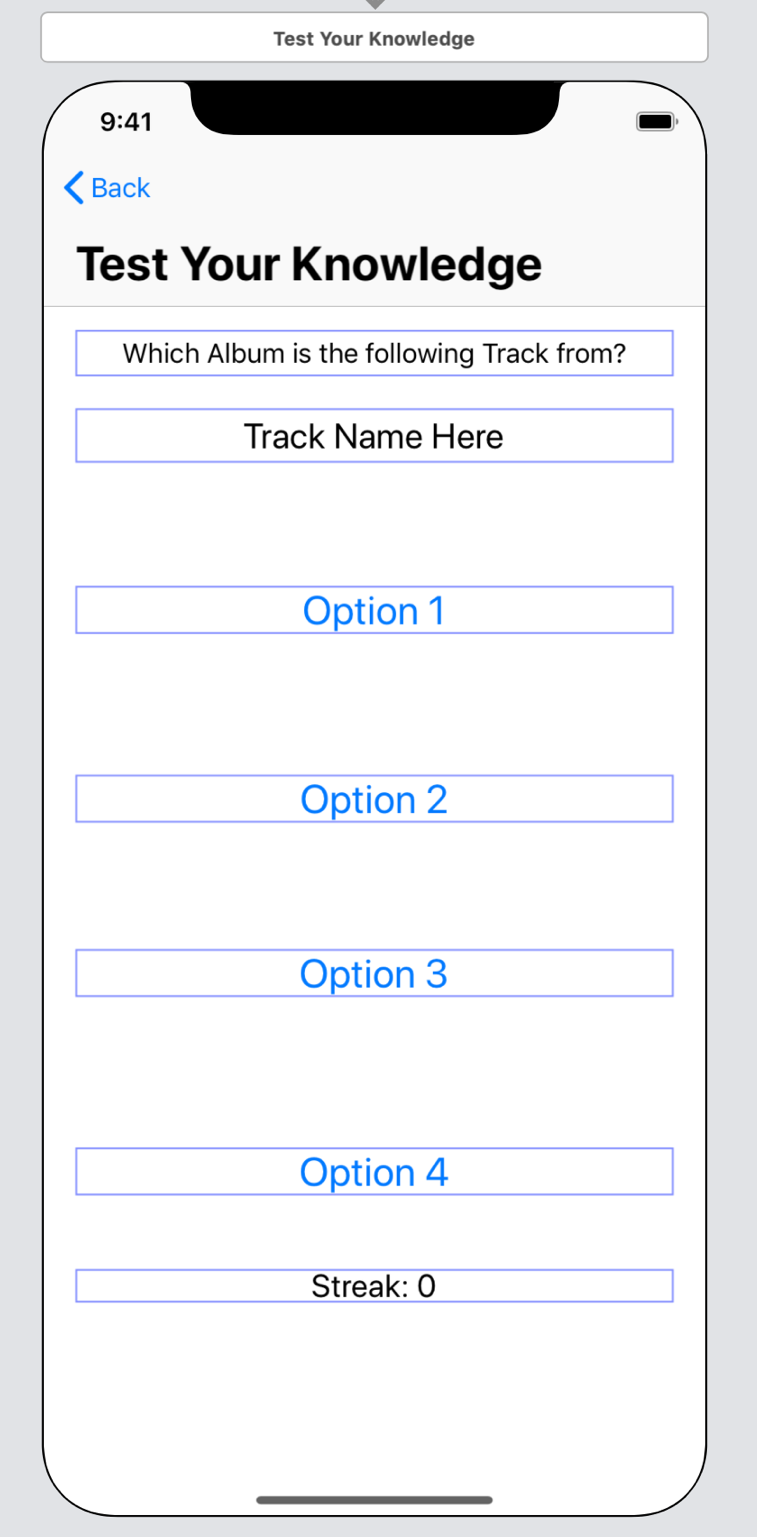 Test Your Knowledge
9:41
Back
Test Your Knowledge
Which Album is the following Track from?
Track Name Here
Option 1
Option 2
Option 3
Option 4
Streak: 0